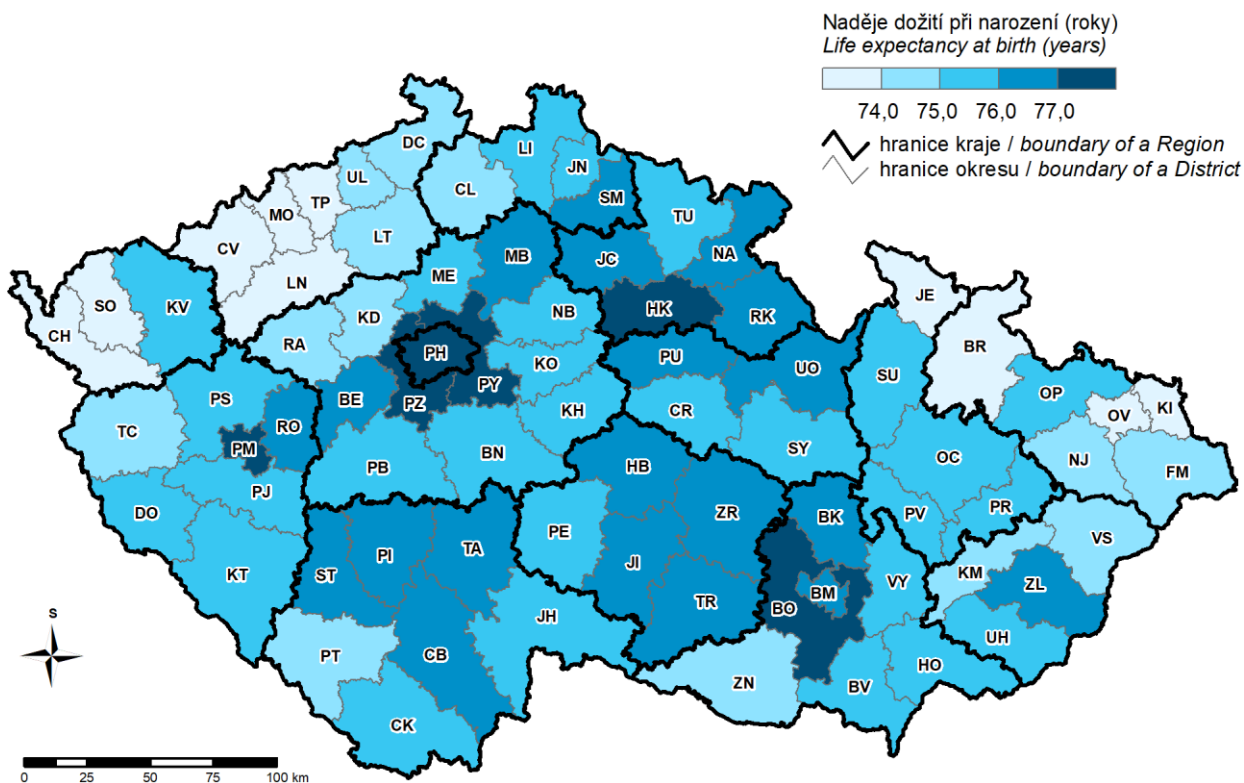 Naděje dožití při narození (roky)
Life expectancy at birth (years)
74,0 75,0 76,0 77,0
hranice kraje / boundary of a Region
hranice okresu / boundary of a District
DC
LI
JN
UL
CL
TP
SM
MO
TU
LT
CV
MB
NA
JC
ME
LN
SO
KV
JE
HK
NB
RK
KD
CH
RA
BR
PH
PU
KO
UO
SU
PY
OP
BE
PZ
PS
KI
OV
RO
KH
CR
TC
PM
BN
SY
OC
NJ
PB
HB
FM
PJ
DO
PV
PR
ZR
BK
PE
VS
TA
PI
JI
KT
ST
KM
VY
ZL
BM
TR
BO
S
JH
UH
CB
PT
HO
ZN
BV
CK
0 25 50 75 100 km